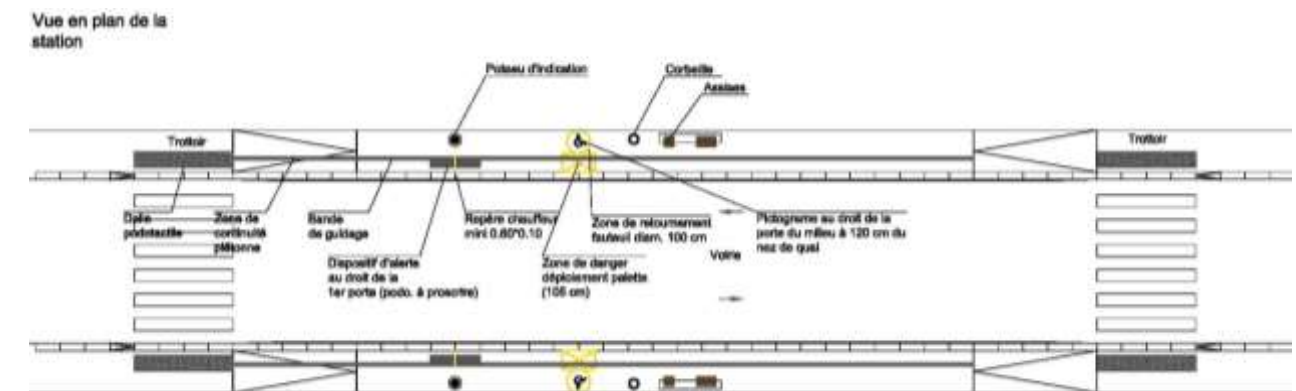 Vue en plan de la
station
Poteau d'indication
Corbeille
Assises
Trottoir
Trottoir
Dalle
podotactile
Zone de
continuité
piétonne
Bande
de guidage
Repère chauffeur
mini 0.60*0.10
Zone de retournement
fauteuil diam. 100 cm
Pictograme au droit de la
porte du milieu à 120 cm du
nez de quai
Dispositif d'alerte
au droit de la
1er porte (podo. à proscrire)
Zone de danger
déploiement palette
(105 cm)
Voirie